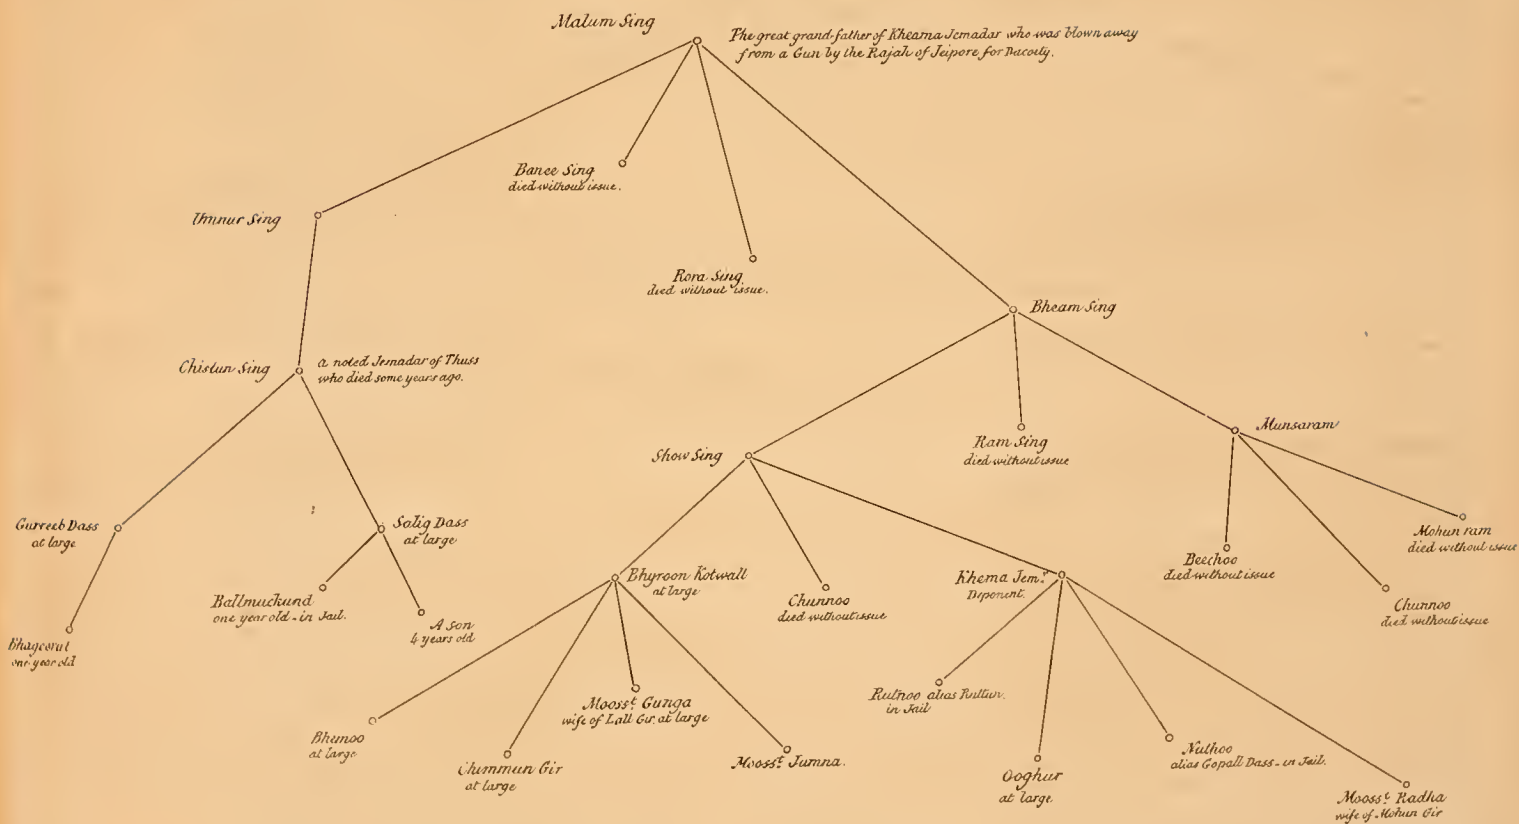 Malum Sing
The great grand-father of Kheama Jemadar who was blown away
from a Gun by the Rajah of Jeipore for Dacoity.
Banee Sing
died without issue.
Ummur Sing
Rora Sing
died without issue.
Bheam Sing
Chistun Sing
a noted Jemadar of Thuss
who died some years ago.
Munsaram
Ram Sing
died without issue
Show Sing
Gurreeb Dass
at large
Salig Dass
at large
Mohun ram
died without issue
Beechoo
died without issue
Bhyroon Kotwall
at large
Khema Jem.r
Deponent.
Ballmuckund
one year old - in Jail.
Chunnoo
died without issue
Chunnoo
died without issue
A son
4 years old
one year old
Rutnoo alias Ruttun.
in Jail
Moosst. Gunga
wife of Lall Gir. at large
Bhemoo
at large
Chummun Gir
at large
Moosst. Jumna.
Nuthoo
alias Gopall Dass - in Jail.
Ooghur
at large
Moosst. Radha
wife of Mohun Gir